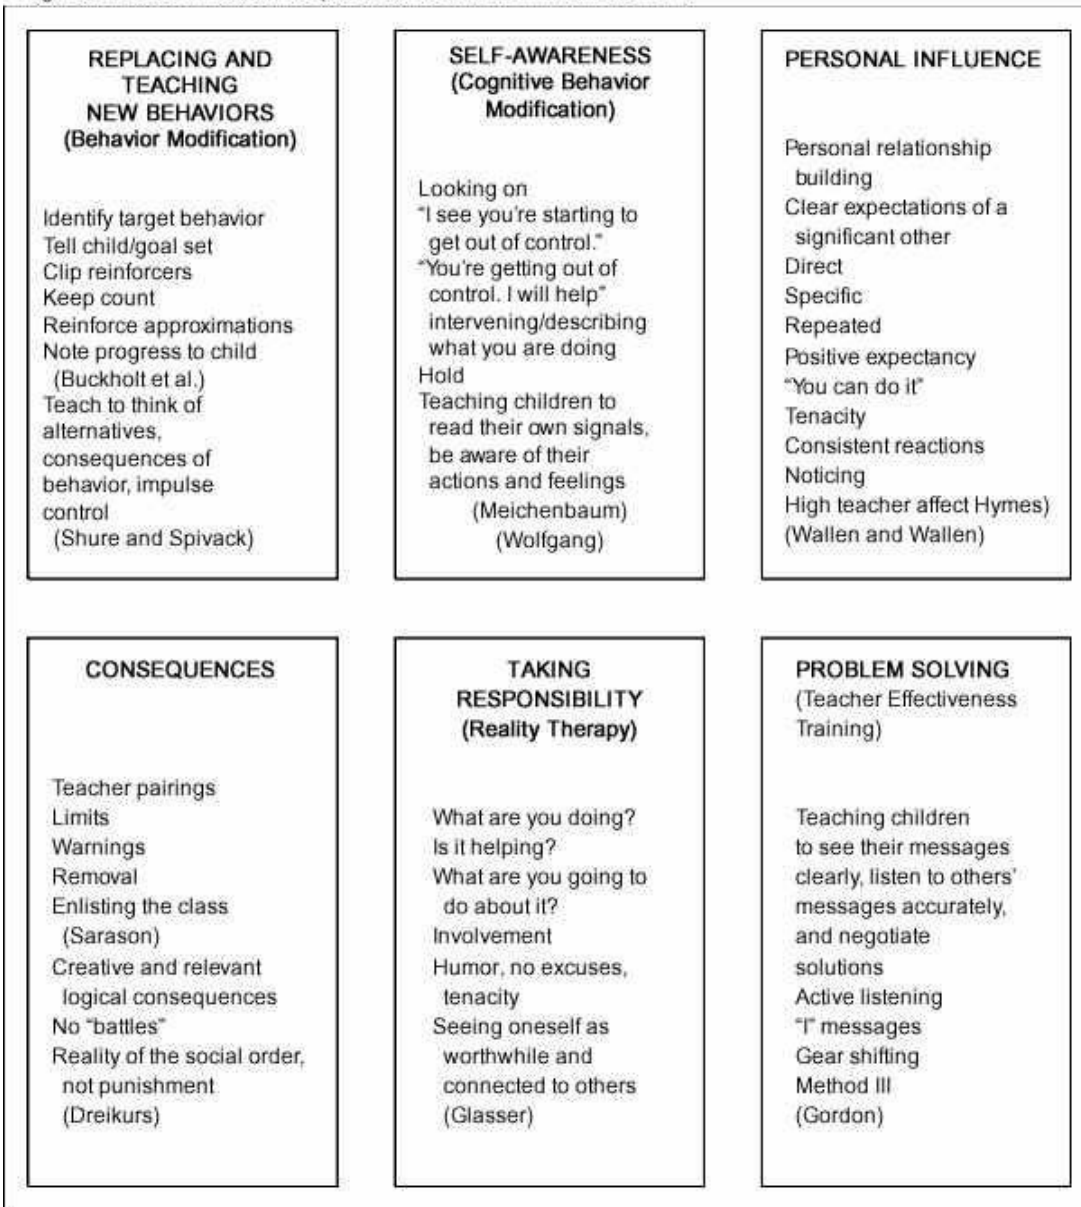 REPLACING AND
TEACHING
NEW BEHAVIORS
(Behavior Modification)
Identify target behavior
Tell child/goal set
Clip reinforcers
Keep count
Reinforce approximations
Note progress to child
(Buckholt et al.)
Teach to think of
alternatives,
consequences of
behavior, impulse
control
(Shure and Spivack)
SELF-AWARENESS
(Cognitive Behavior
Modification)
Looking on
“I see you’re starting to
get out of control.”
“You’re getting out of
control. I will help”
intervening/describing
what you are doing
Hold
Teaching children to
read their own signals,
be aware of their
actions and feelings
(Meichenbaum)
(Wolfgang)
PERSONAL INFLUENCE
Personal relationship
building
Clear expectations of a
significant other
Direct
Specific
Repeated
Positive expectancy
“You can do it”
Tenacity
Consistent reactions
Noticing
High teacher affect Hymes)
(Wallen and Wallen)
CONSEQUENCES
Teacher pairings
Limits
Warnings
Removal
Enlisting the class
(Sarason)
Creative and relevant
logical consequences
No “battles”
Reality of the social order,
not punishment
(Dreikurs)
TAKING
RESPONSIBILITY
(Reality Therapy)
What are you doing?
Is it helping?
What are you going to
do about it?
Involvement
Humor, no excuses,
tenacity
Seeing oneself as
worthwhile and
connected to others
(Glasser)
PROBLEM SOLVING
(Teacher Effectiveness
Training)
Teaching children
to see their messages
clearly, listen to others’
messages accurately,
and negotiate
solutions
Active listening
“I” messages
Gear shifting
Method III
(Gordon)